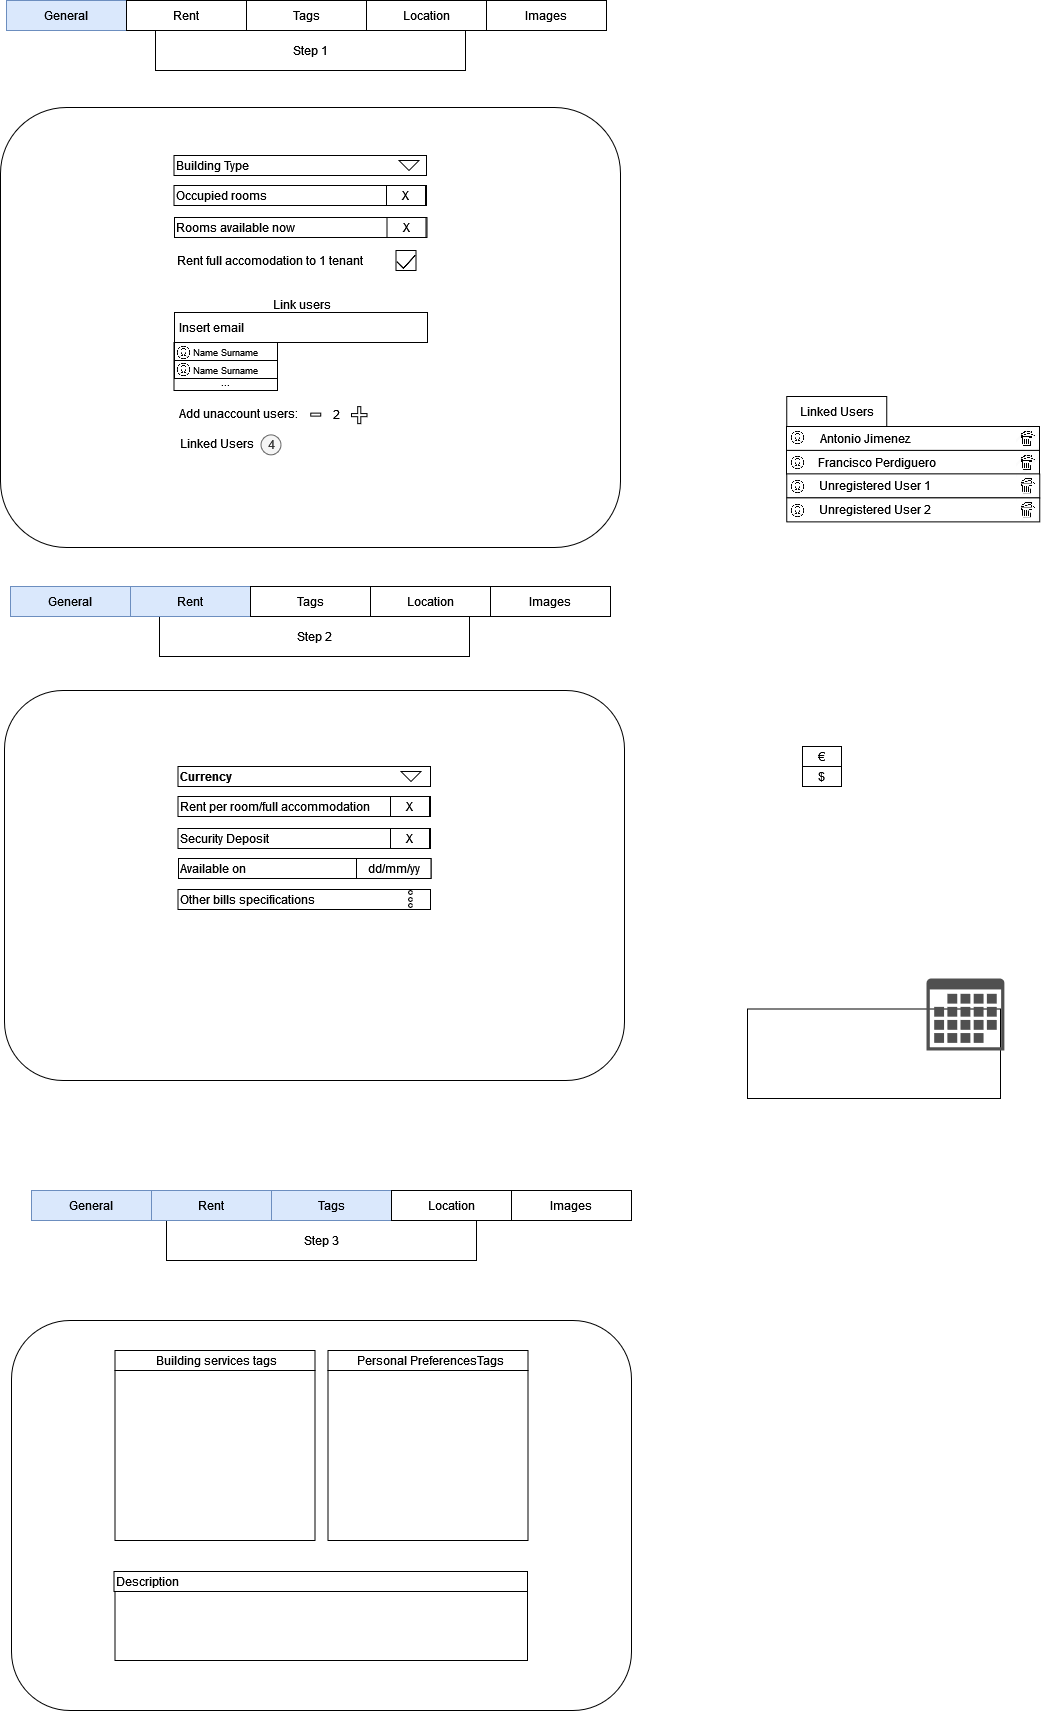 General Rent Tags Location Images
Step 1
Building Type
Occupied rooms X
Rooms available now X
Rent full accomodation to 1 tenant
Link users
Insert email
Name Surname
Name Surname
...
Add unaccount users: 2
Linked Users 4
Linked Users
Antonio Jimenez
Francisco Perdiguero
Unregistered User 1
Unregistered User 2
General Rent Tags Location Images
Step 2
Currency
Rent per room/full accommodation X
Security Deposit X
Available on dd/mm/yy
Other bills specifications
€
$
General Rent Tags Location Images
Step 3
Building services tags
Personal PreferencesTags
Description